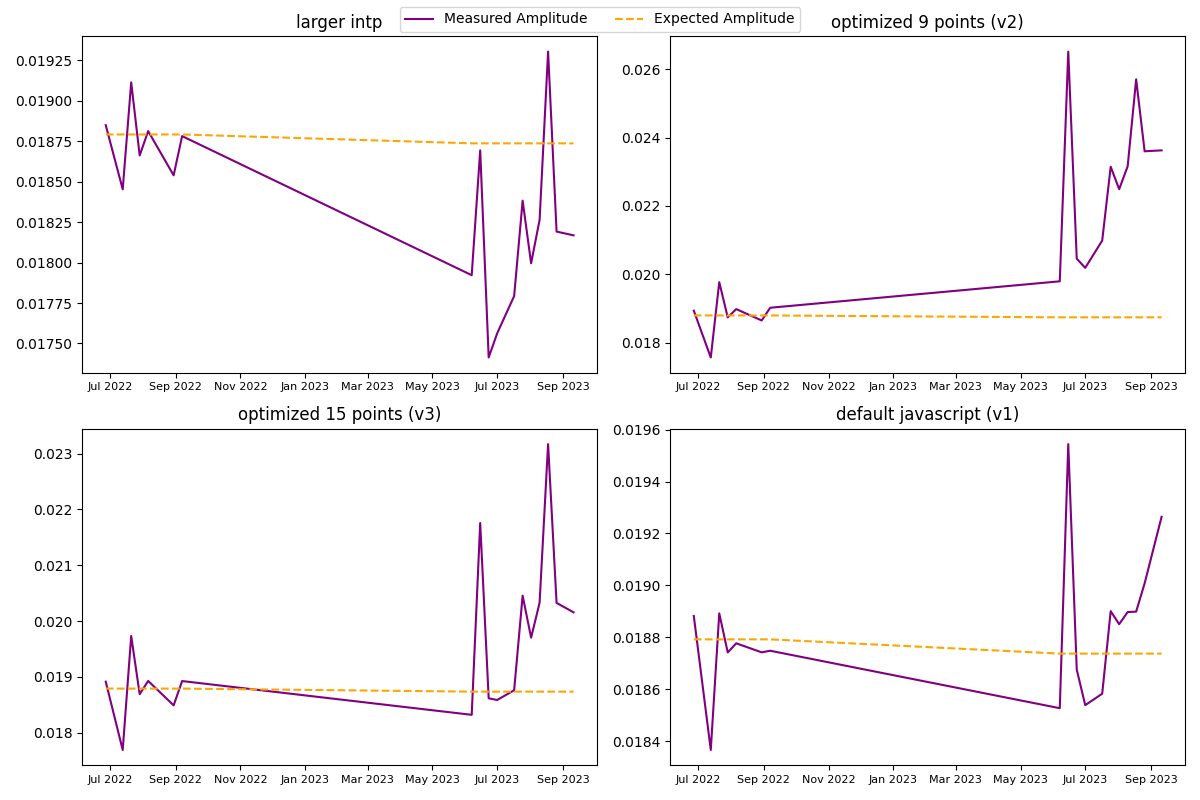 larger intp
Measured Amplitude
Expected Amplitude
optimized 9 points (v2)
0.01925
0.01900
0.01875
0.01850
0.01825
0.01800
0.01775
0.01750
Jul 2022 Sep 2022 Nov 2022 Jan 2023 Mar 2023 May 2023 Jul 2023 Sep 2023
0.026
0.024
0.022
0.020
0.018
Jul 2022 Sep 2022 Nov 2022 Jan 2023 Mar 2023 May 2023 Jul 2023 Sep 2023
optimized 15 points (v3)
0.023
0.022
0.021
0.020
0.019
0.018
Jul 2022 Sep 2022 Nov 2022 Jan 2023 Mar 2023 May 2023 Jul 2023 Sep 2023
default javascript (v1)
0.0196
0.0194
0.0192
0.0190
0.0188
0.0186
0.0184
Jul 2022 Sep 2022 Nov 2022 Jan 2023 Mar 2023 May 2023 Jul 2023 Sep 2023